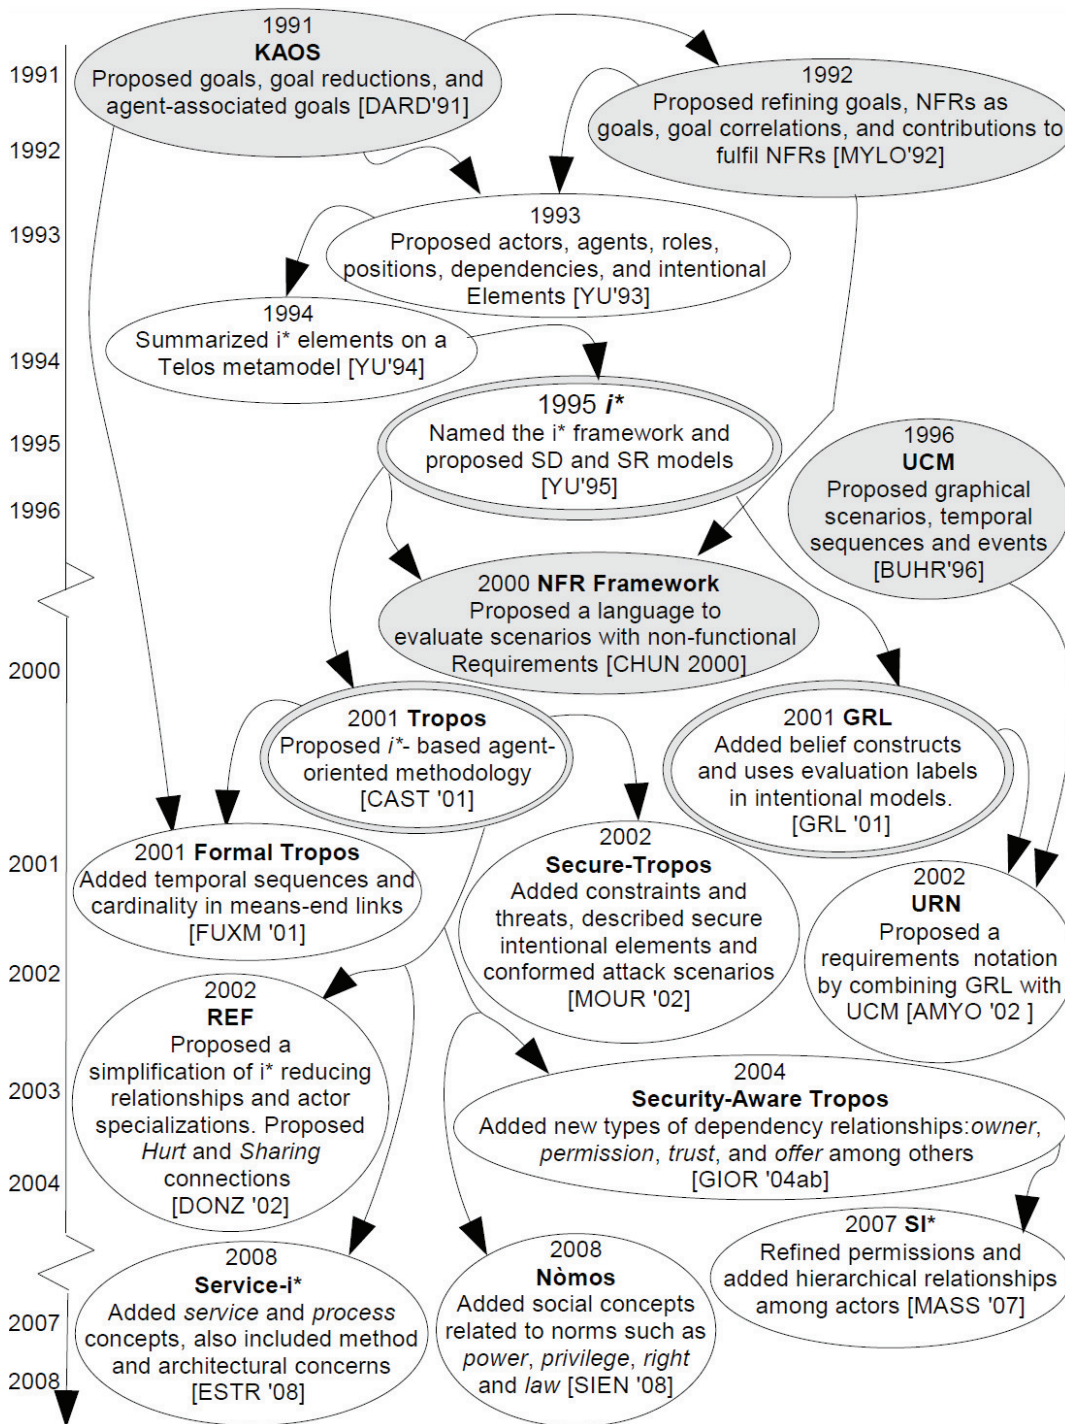 1991
KAOS
Proposed goals, goal reductions, and
agent-associated goals [DARD'91]
1992
Proposed refining goals, NFRs as
goals, goal correlations, and contributions to
fulfil NFRs [MYLO'92]
1993
Proposed actors, agents, roles,
positions, dependencies, and intentional
Elements [YU'93]
1994
Summarized i* elements on a
Telos metamodel [YU'94]
1995 i*
Named the i* framework and
proposed SD and SR models
[YU'95]
1996
UCM
Proposed graphical
scenarios, temporal
sequences and events
[BUHR'96]
2000 NFR Framework
Proposed a language to
evaluate scenarios with non-functional
Requirements [CHUN 2000]
2001 Tropos
Proposed i*- based agent-
oriented methodology
[CAST '01]
2001 GRL
Added belief constructs
and uses evaluation labels
in intentional models.
[GRL '01]
2001 Formal Tropos
Added temporal sequences and
cardinality in means-end links
[FUXM '01]
2002
Secure-Tropos
Added constraints and
threats, described secure
intentional elements and
conformed attack scenarios
[MOUR '02]
2002
URN
Proposed a
requirements notation
by combining GRL with
UCM [AMYO '02 ]
2002
REF
Proposed a
simplification of i* reducing
relationships and actor
specializations. Proposed
Hurt and Sharing
connections
[DONZ '02]
2004
Security-Aware Tropos
Added new types of dependency relationships:owner,
permission, trust, and offer among others
[GIOR '04ab]
2007 SI*
Refined permissions and
added hierarchical relationships
among actors [MASS '07]
2008
Service-i*
Added service and process
concepts, also included method
and architectural concerns
[ESTR '08]
2008
Nòmos
Added social concepts
related to norms such as
power, privilege, right
and law [SIEN '08]
1991
1992
1993
1994
1995
1996
2000
2001
2002
2003
2004
2007
2008